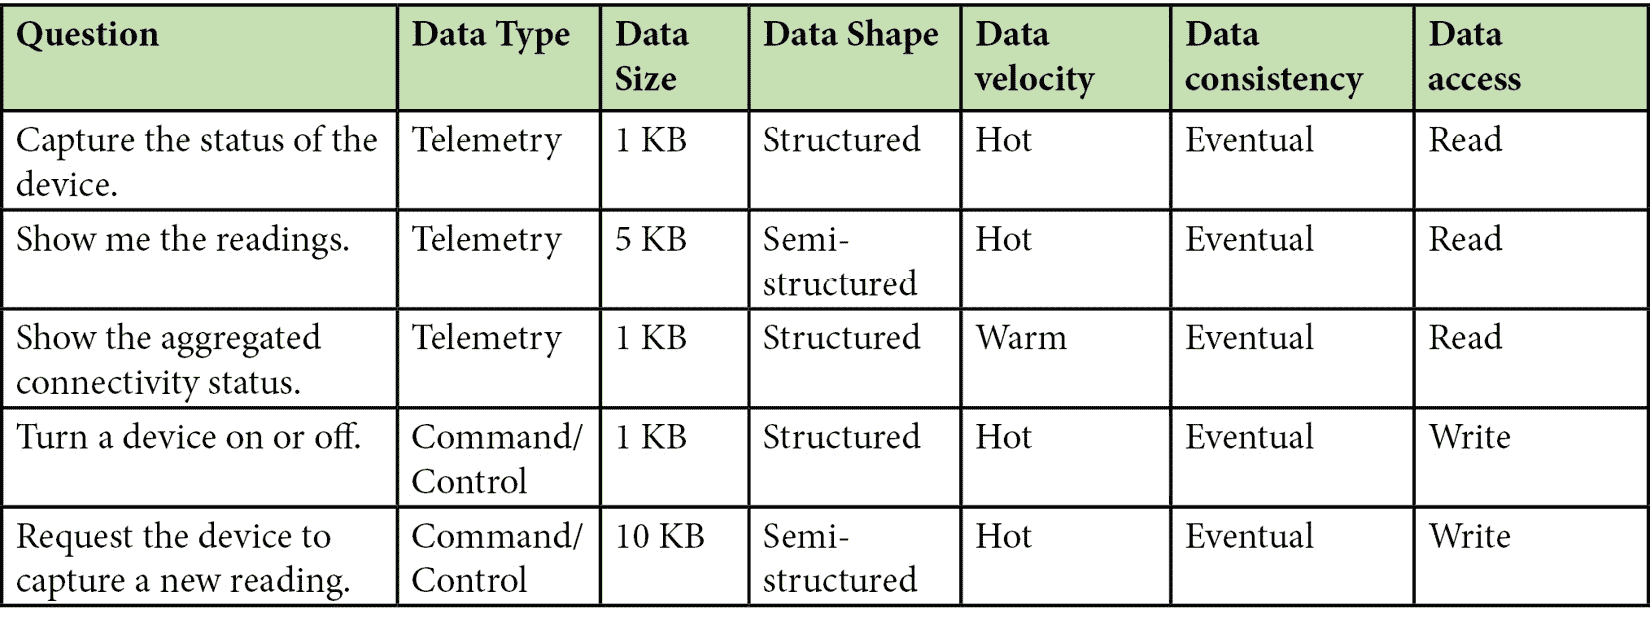 Question Data Type Data Data Shape Data Data Data
Size velocity consistency access
Capture the status of the Telemetry 1 KB Structured Hot Eventual Read
device.
Show me the readings. Telemetry 5 KB Semi- Hot Eventual Read
structured
Show the aggregated Telemetry 1 KB Structured Warm Eventual Read
connectivity status.
Turn a device on or off. Command/ 1 KB Structured Hot Eventual Write
Control
Request the device to Command/ 10 KB Semi- Hot Eventual Write
capture a new reading. Control structured